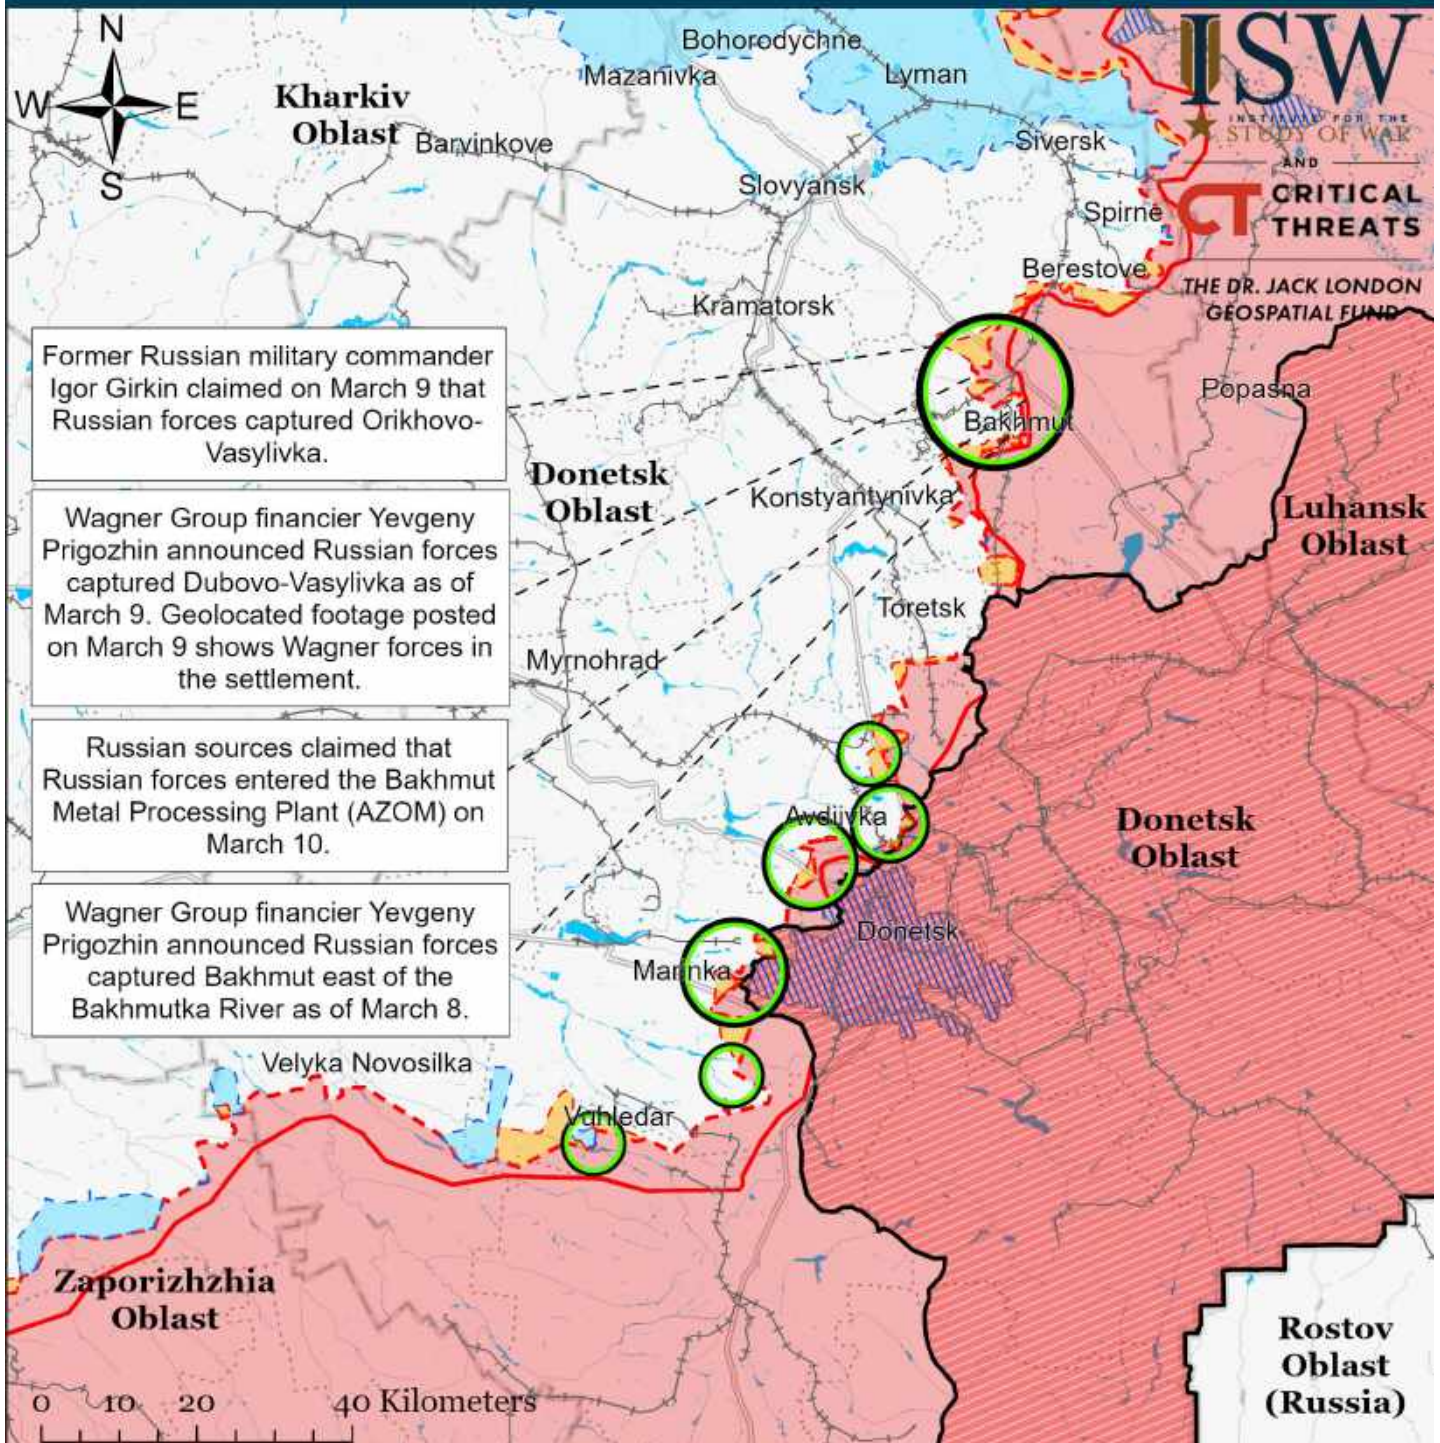 N
W E
S
Kharkiv
Oblast
Barvinkove
Bohorodychne
Mazanivka
Lyman
Siversk
Slovyansk
Spirne
Berestove
Kramatorsk
ISW
INSTITUTE FOR THE
STUDY OF WAR
AND
CT CRITICAL
THREATS
THE DR. JACK LONDON
GEOSPATIAL FUND
Former Russian military commander
Igor Girkin claimed on March 9 that
Russian forces captured Orikhovo-
Vasylivka.
Popasna
Bakhmut
Donetsk
Oblast
Konstyantynivka
Luhansk
Oblast
Wagner Group financier Yevgeny
Prigozhin announced Russian forces
captured Dubovo-Vasylivka as of
March 9. Geolocated footage posted
on March 9 shows Wagner forces in
the settlement.
Toretsk
Myrnohrad
Russian sources claimed that
Russian forces entered the Bakhmut
Metal Processing Plant (AZOM) on
March 10.
Avdiivka
Donetsk
Oblast
Wagner Group financier Yevgeny
Prigozhin announced Russian forces
captured Bakhmut east of the
Bakhmutka River as of March 8.
Donetsk
Marinka
Velyka Novosilka
Vuhledar
Zaporizhzhia
Oblast
Rostov
Oblast
(Russia)
0 10 20 40 Kilometers